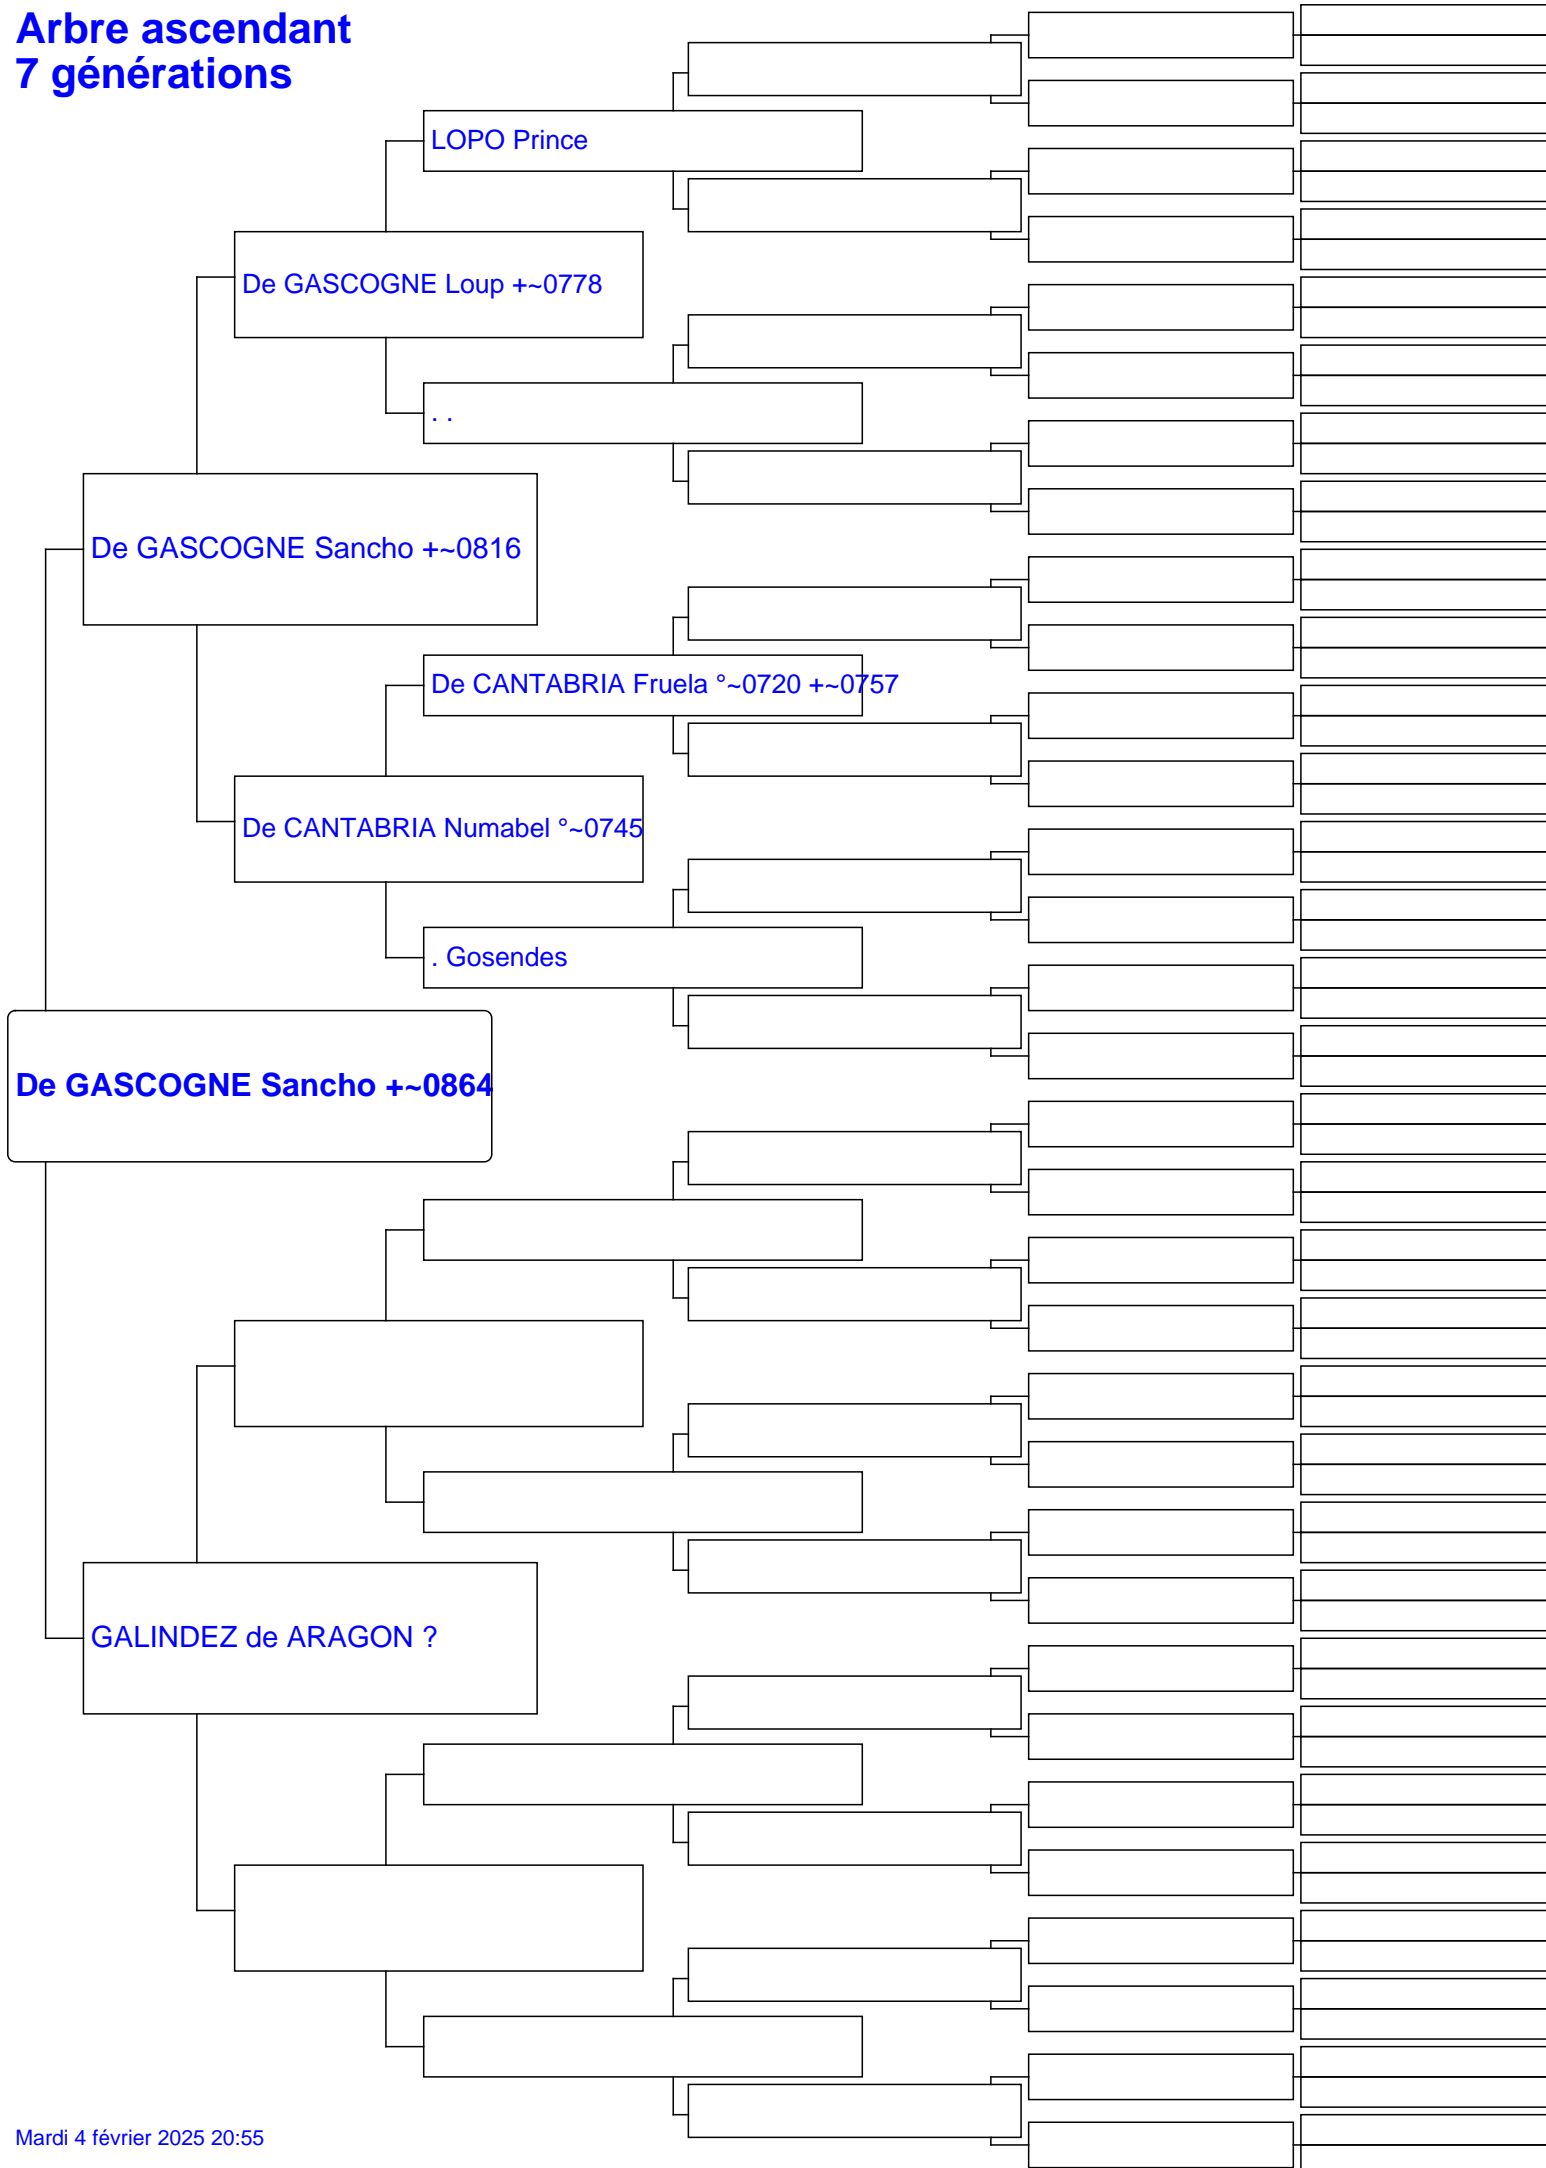 Arbre ascendant
7 générations
LOPO Prince
De GASCOGNE Loup +~0778
. .
De GASCOGNE Sancho +~0816
De CANTABRIA Fruela °~0720 +~0757
De CANTABRIA Numabel °~0745
. Gosendes
De GASCOGNE Sancho +~0864
GALINDEZ de ARAGON ?
Mardi 4 février 2025 20:55